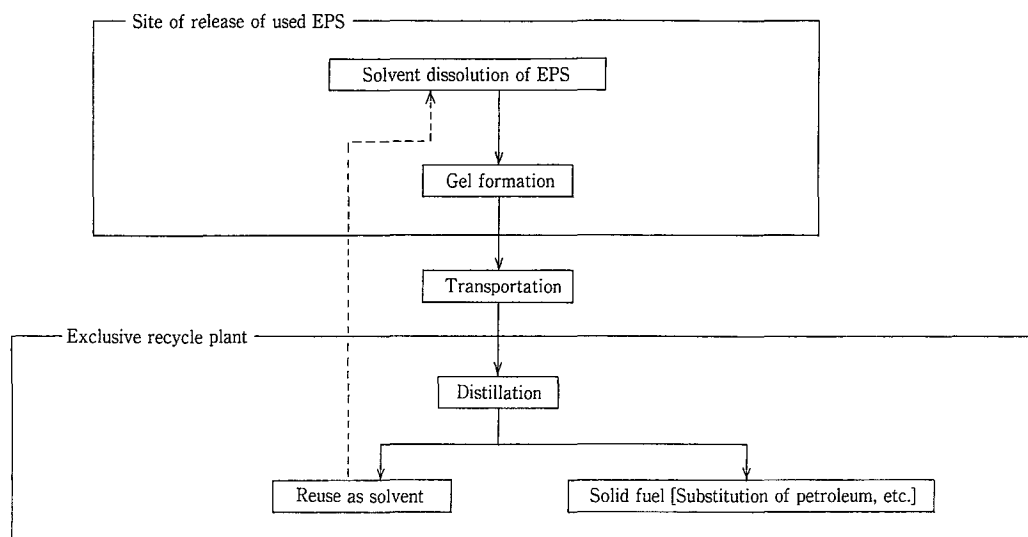 Site of release of used EPS
Solvent dissolution of EPS
Gel formation
Transportation
Exclusive recycle plant
Distillation
Reuse as solvent
Solid fuel [Substitution of petroleum, etc.]